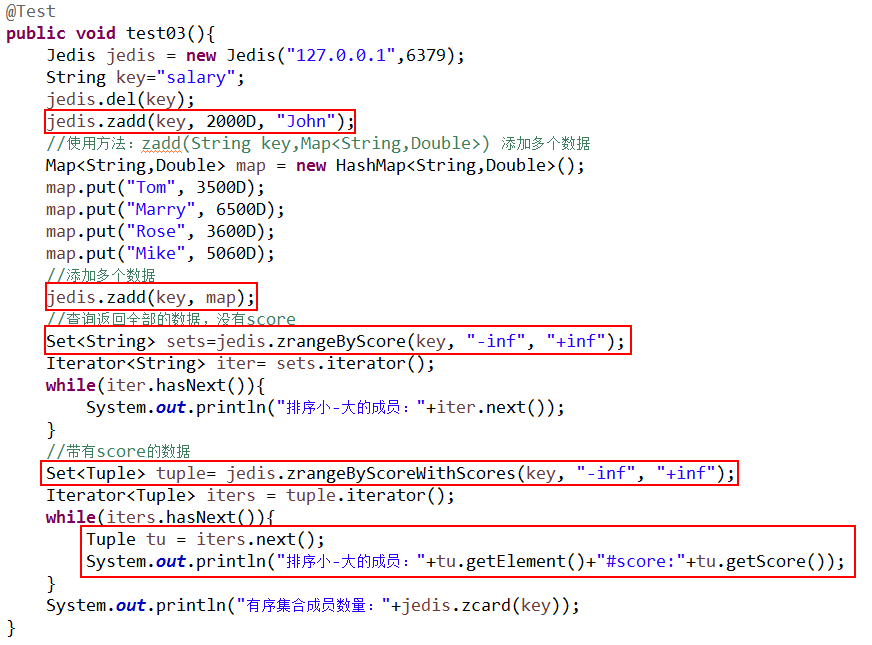 @Test
public void test03(){
    Jedis jedis = new Jedis("127.0.0.1",6379);
    String key="salary";
    jedis.del(key);
    jedis.zadd(key, 2000D, "John");
    //使用方法：zadd(String key,Map<String,Double>) 添加多个数据
    Map<String,Double> map = new HashMap<String,Double>();
    map.put("Tom", 3500D);
    map.put("Marry", 6500D);
    map.put("Rose", 3600D);
    map.put("Mike", 5060D);
    //添加多个数据
    jedis.zadd(key, map);
    //查询返回全部的数据，没有score
    Set<String> sets=jedis.zrangeByScore(key, "-inf", "+inf");
    Iterator<String> iter= sets.iterator();
    while(iter.hasNext()){
        System.out.println("排序小-大的成员："+iter.next());
    }
    //带有score的数据
    Set<Tuple> tuple= jedis.zrangeByScoreWithScores(key, "-inf", "+inf");
    Iterator<Tuple> iters = tuple.iterator();
    while(iters.hasNext()){
        Tuple tu = iters.next();
        System.out.println("排序小-大的成员："+tu.getElement()+"#score:"+tu.getScore());
    }
    System.out.println("有序集合成员数量："+jedis.zcard(key));
}